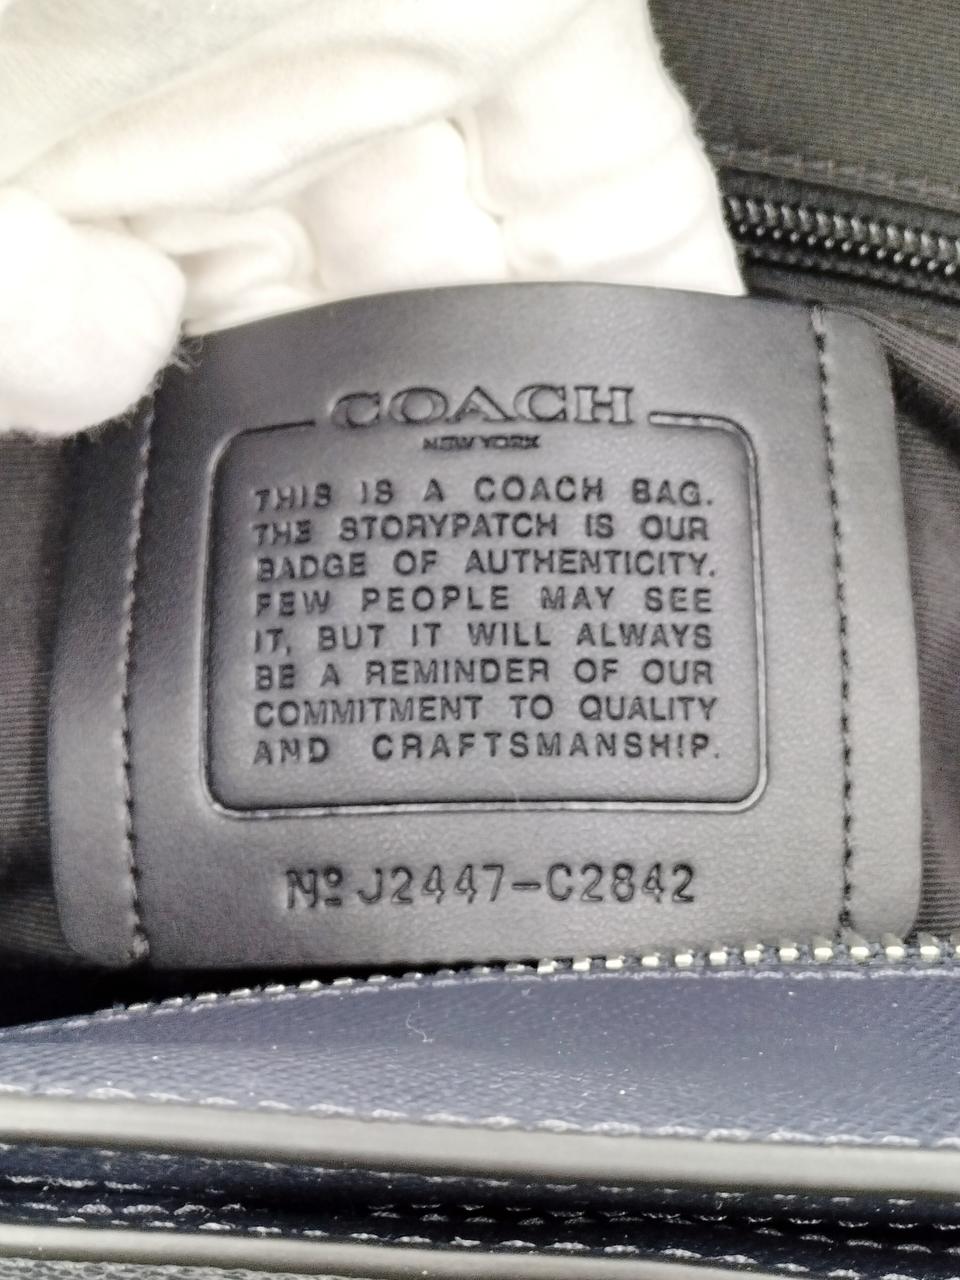 COACH
NEW YORK
THIS IS A COACH BAG.
THE STORYPATCH IS OUR
BADGE OF AUTHENTICITY.
FEW PEOPLE MAY SEE
IT, BUT IT WILL ALWAYS
BE A REMINDER OF OUR
COMMITMENT TO QUALITY
AND CRAFTSMANSHIP.
Nº J2447-C2842